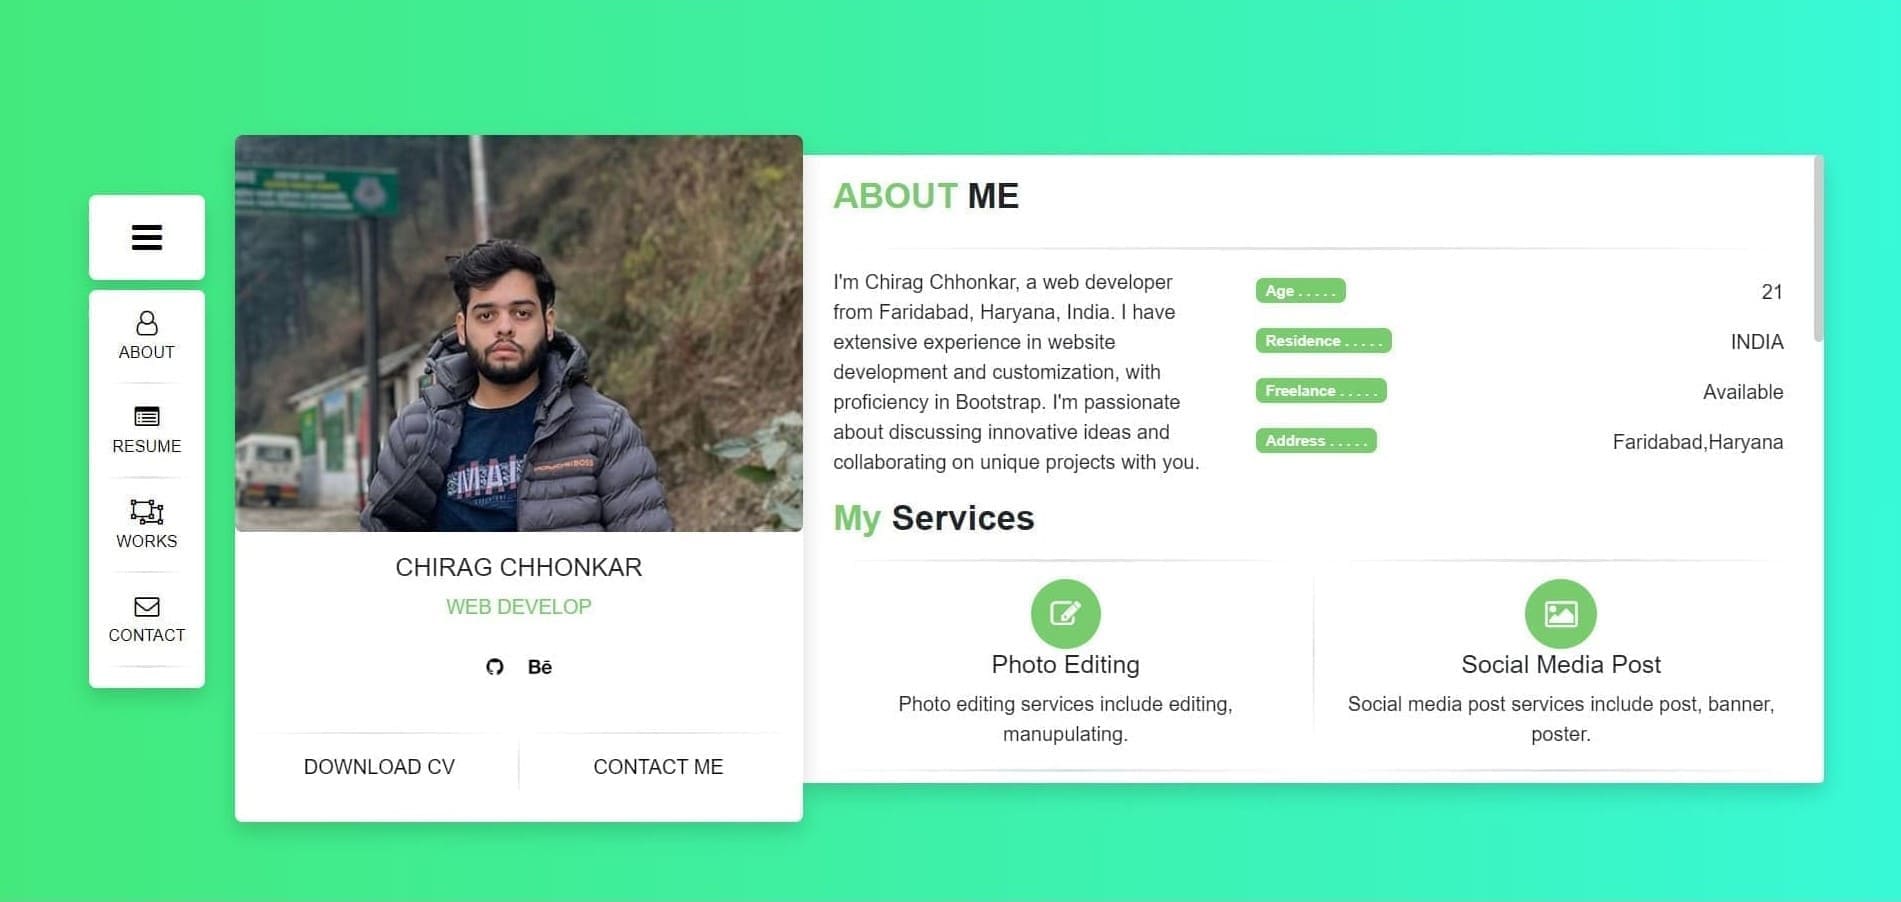 ABOUT
RESUME
WORKS
CONTACT
MAI
CHIRAG CHHONKAR
WEB DEVELOP
Bē
DOWNLOAD CV
CONTACT ME
ABOUT ME
I'm Chirag Chhonkar, a web developer
from Faridabad, Haryana, India. I have
extensive experience in website
development and customization, with
proficiency in Bootstrap. I'm passionate
about discussing innovative ideas and
collaborating on unique projects with you.
Age . . . . . 21
Residence . . . . . INDIA
Freelance . . . . . Available
Address . . . . . Faridabad,Haryana
My Services
Photo Editing
Photo editing services include editing,
manupulating.
Social Media Post
Social media post services include post, banner,
poster.